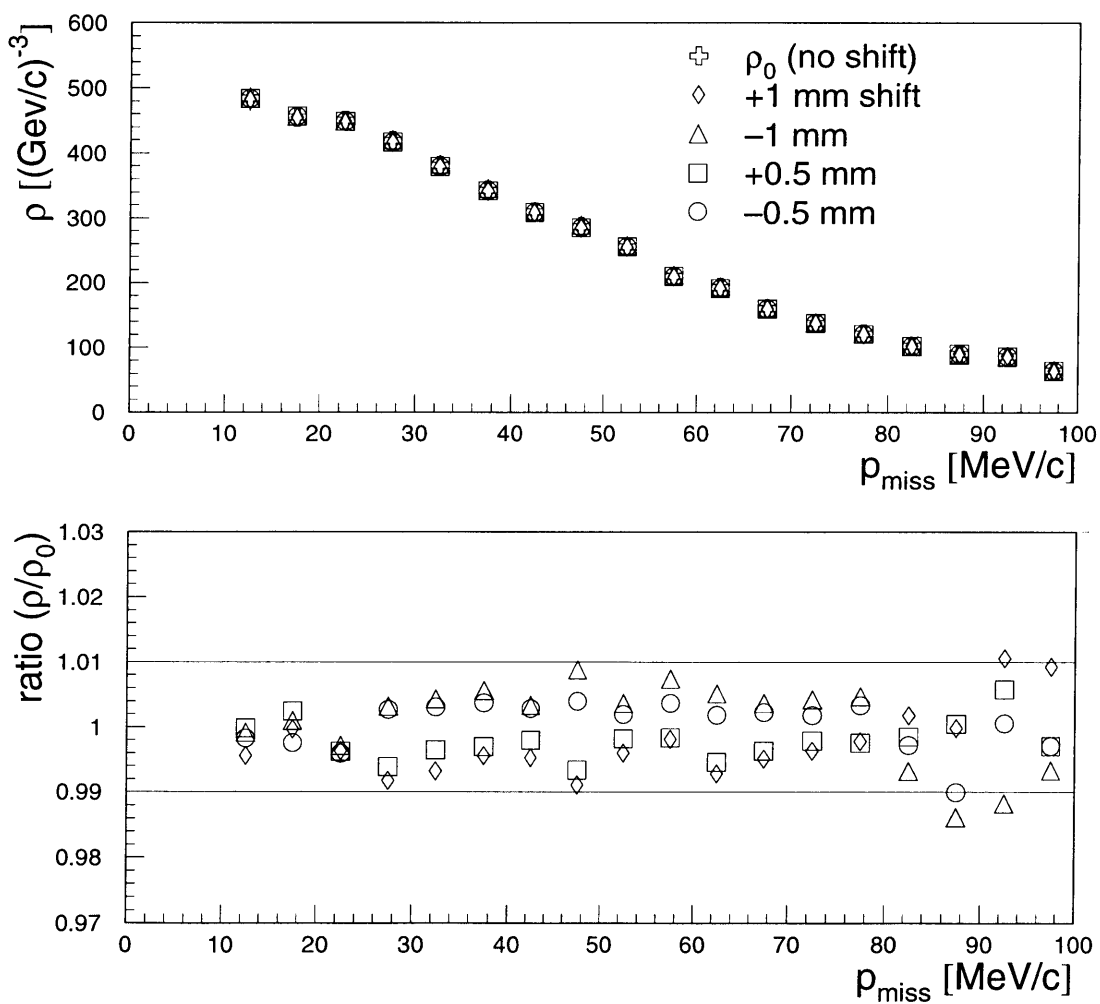 600
500
400
300
200
100
0
ρ [(Gev/c)⁻³]
ρ₀ (no shift)
+1 mm shift
−1 mm
+0.5 mm
−0.5 mm
0 10 20 30 40 50 60 70 80 90 100
p_miss [MeV/c]
1.03
1.02
1.01
1
0.99
0.98
0.97
ratio (ρ/ρ₀)
0 10 20 30 40 50 60 70 80 90 100
p_miss [MeV/c]